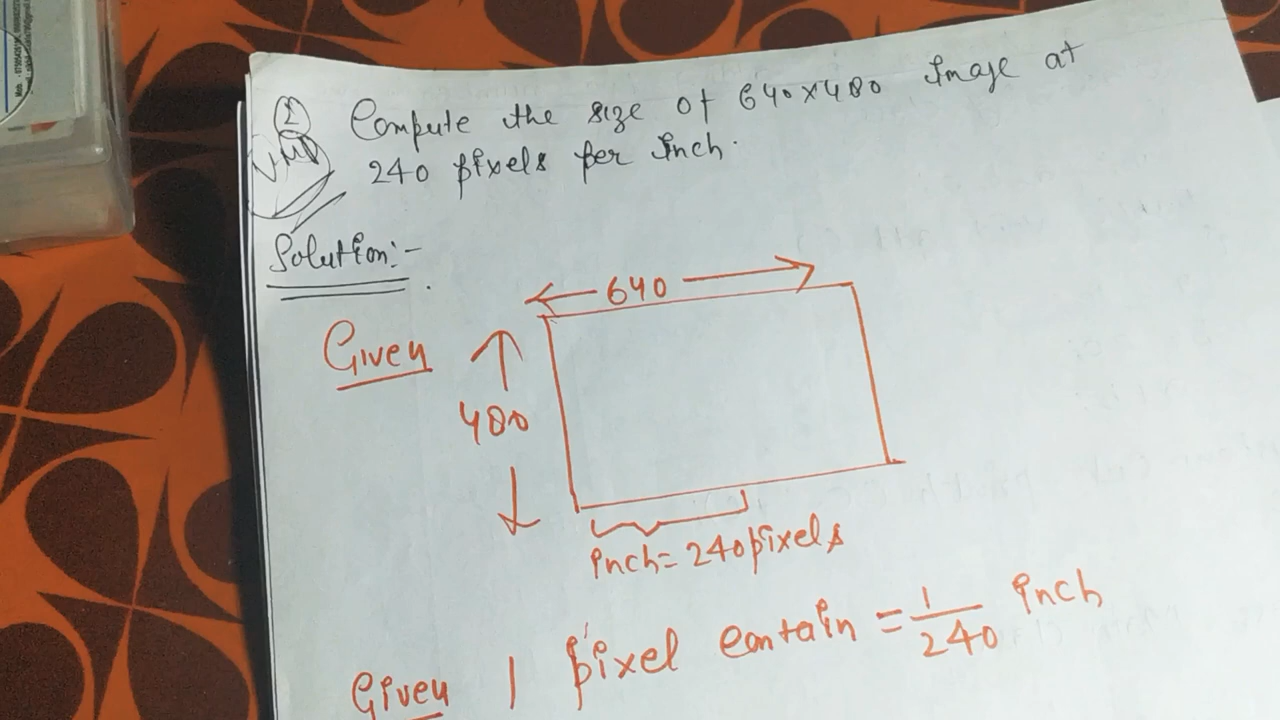 ②
Compute the size of 640x480 Image at
240 pixels per inch.
Solution:-
Given
640
480
inch = 240 pixels
Given 1 pixel contain = 1/240 inch